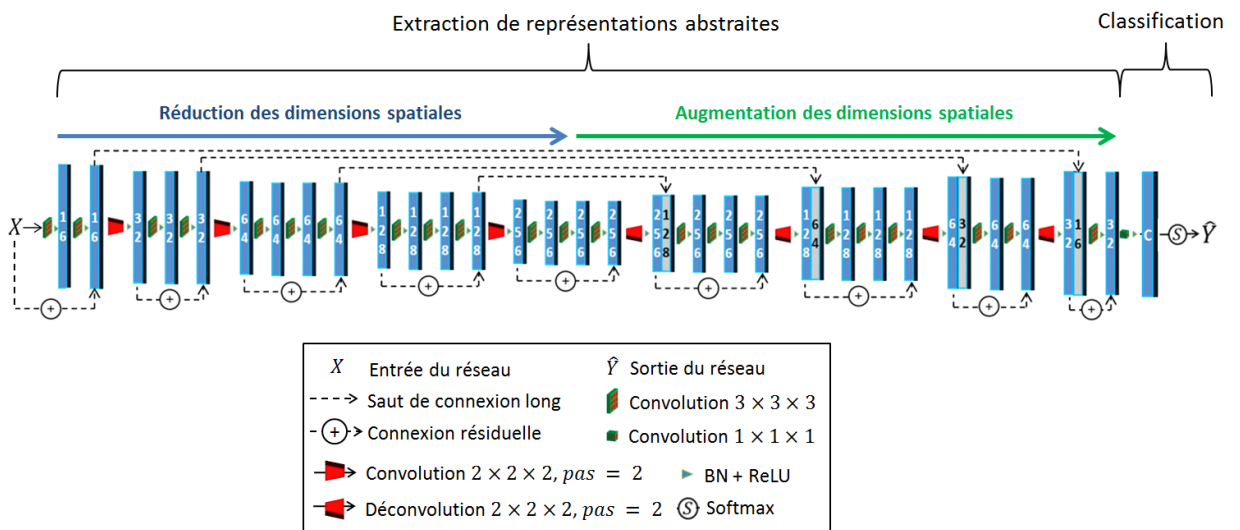 Extraction de représentations abstraites
Classification
Réduction des dimensions spatiales
Augmentation des dimensions spatiales
X
16
16
32
32
32
64
64
64
64
128
128
128
128
256
256
256
256
256
128
256
256
256
128
64
128
128
128
64
32
64
64
32
16
32
C
S
Ŷ
+
+
+
+
+
+
+
+
+
X Entrée du réseau
Ŷ Sortie du réseau
Saut de connexion long
Convolution 3 × 3 × 3
+ Connexion résiduelle
Convolution 1 × 1 × 1
Convolution 2 × 2 × 2, pas = 2
BN + ReLU
Déconvolution 2 × 2 × 2, pas = 2
S Softmax